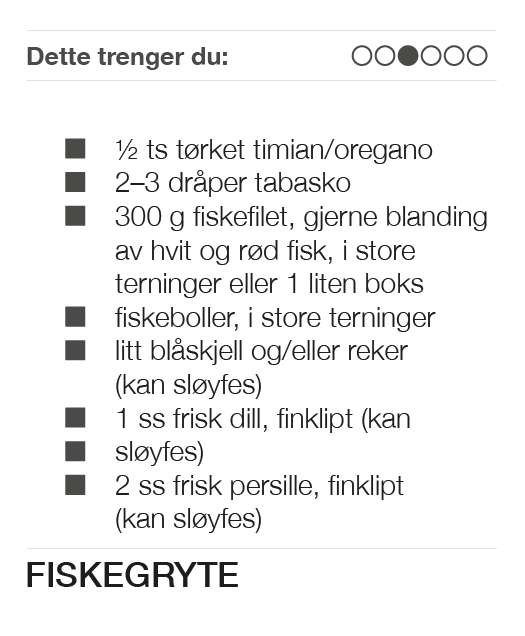 Dette trenger du:
½ ts tørket timian/oregano
2–3 dråper tabasko
300 g fiskefilet, gjerne blanding
av hvit og rød fisk, i store
terninger eller 1 liten boks
fiskeboller, i store terninger
litt blåskjell og/eller reker
(kan sløyfes)
1 ss frisk dill, finklipt (kan
sløyfes)
2 ss frisk persille, finklipt
(kan sløyfes)
FISKEGRYTE